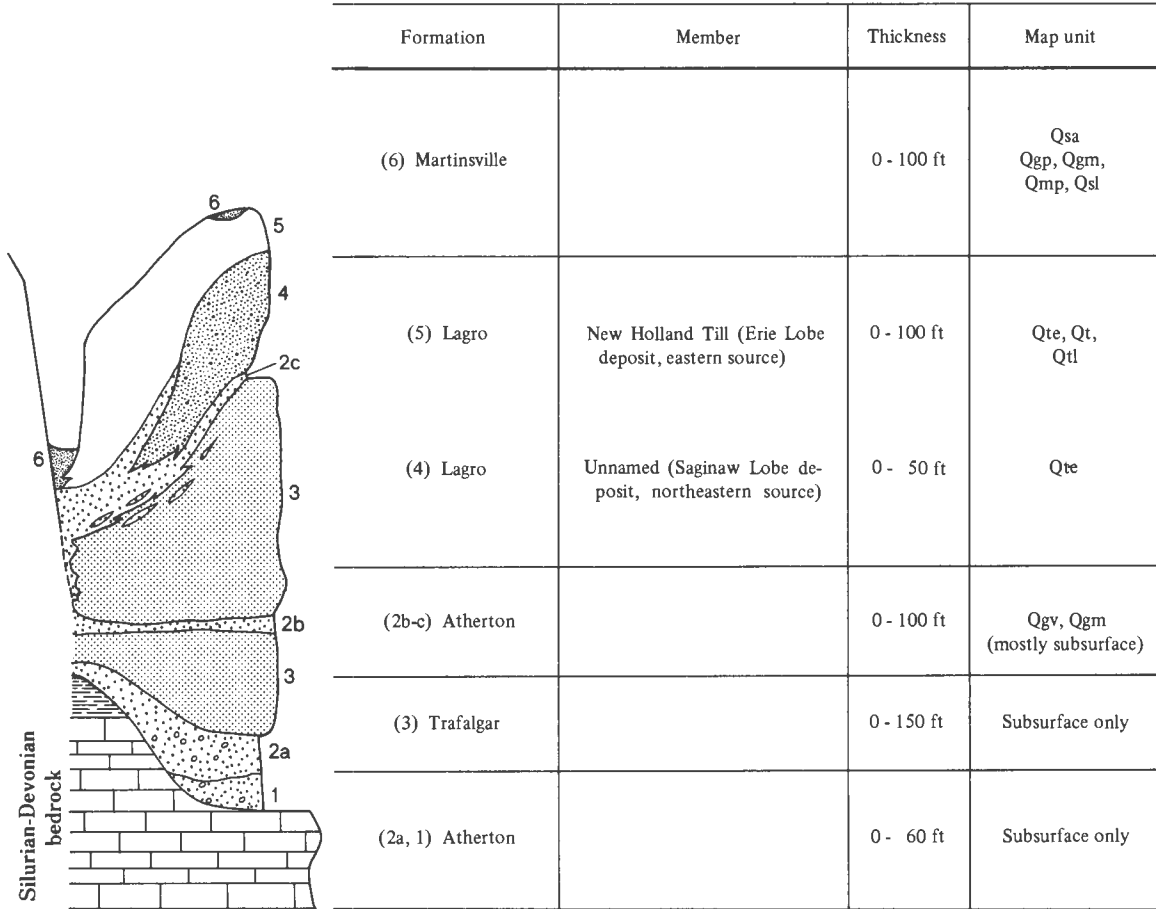 Formation Member Thickness Map unit
(6) Martinsville 0 - 100 ft Qsa
Qgp, Qgm,
Qmp, Qsl
(5) Lagro New Holland Till (Erie Lobe 0 - 100 ft Qte, Qt,
deposit, eastern source) Qtl
(4) Lagro Unnamed (Saginaw Lobe de- 0 - 50 ft Qte
posit, northeastern source)
(2b-c) Atherton 0 - 100 ft Qgv, Qgm
(mostly subsurface)
(3) Trafalgar 0 - 150 ft Subsurface only
(2a, 1) Atherton 0 - 60 ft Subsurface only
6
5
4
2c
6
3
2b
3
2a
1
Silurian-Devonian
bedrock